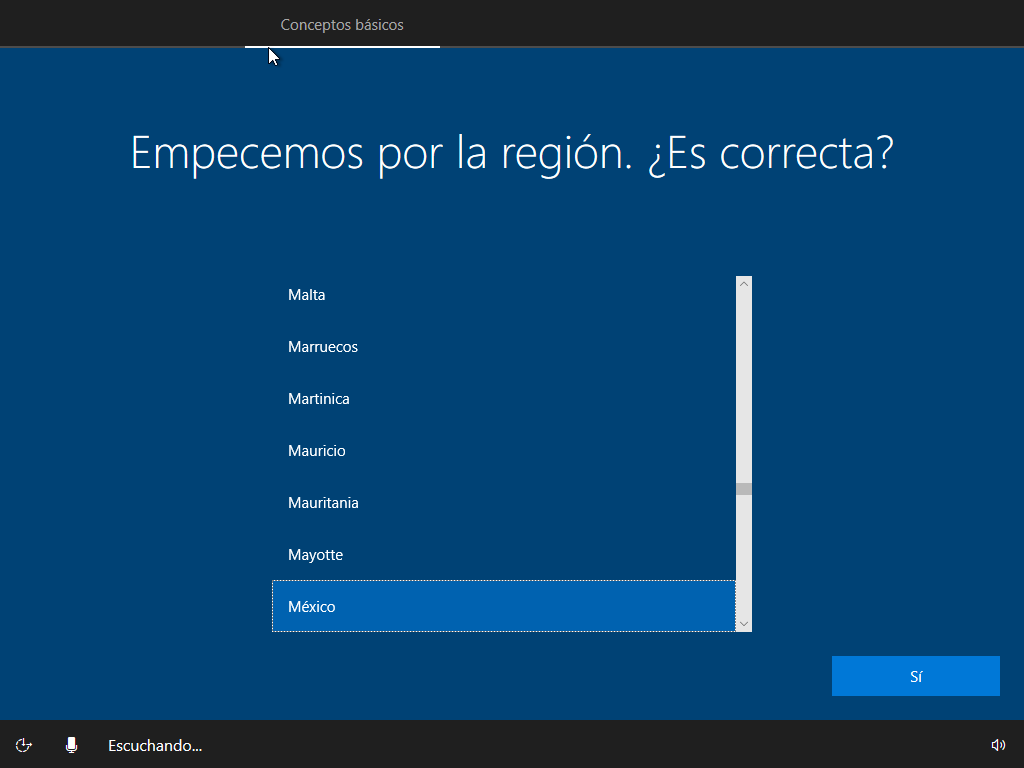 Conceptos básicos
Empecemos por la región. ¿Es correcta?
Malta
Marruecos
Martinica
Mauricio
Mauritania
Mayotte
México
Sí
Escuchando...